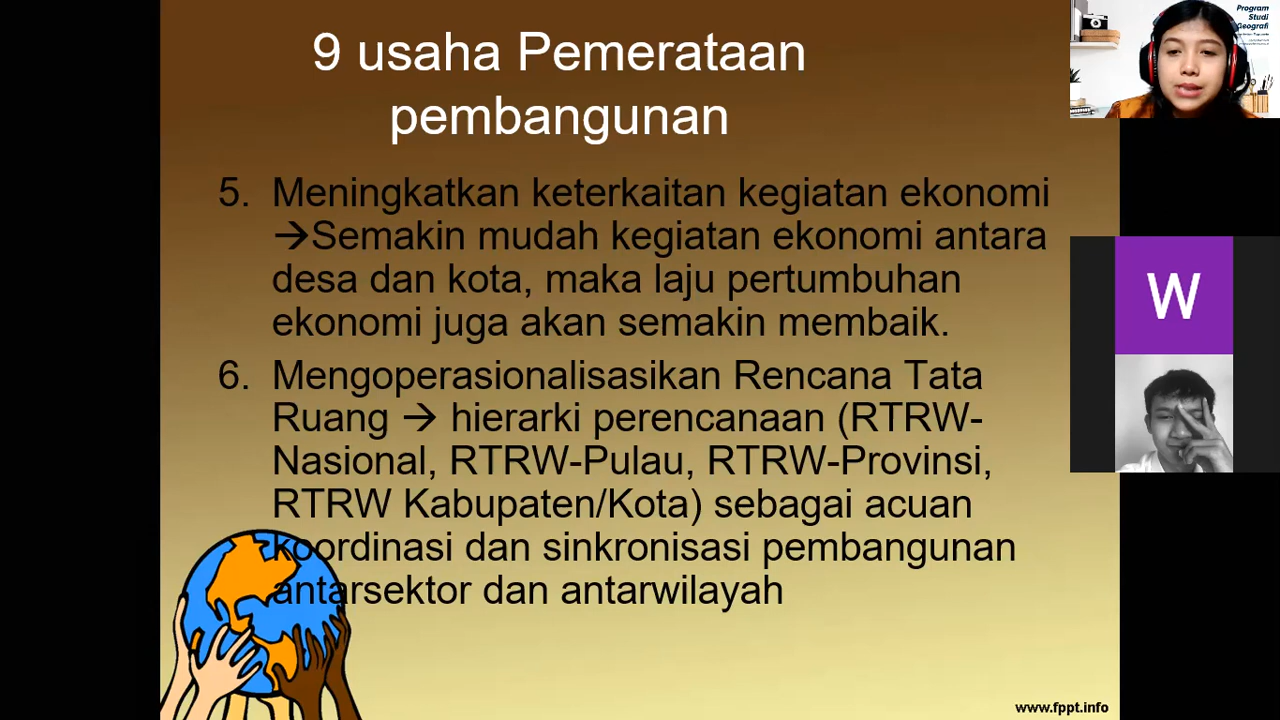 9 usaha Pemerataan
pembangunan
5. Meningkatkan keterkaitan kegiatan ekonomi
→Semakin mudah kegiatan ekonomi antara
desa dan kota, maka laju pertumbuhan
ekonomi juga akan semakin membaik.
6. Mengoperasionalisasikan Rencana Tata
Ruang → hierarki perencanaan (RTRW-
Nasional, RTRW-Pulau, RTRW-Provinsi,
RTRW Kabupaten/Kota) sebagai acuan
koordinasi dan sinkronisasi pembangunan
antarsektor dan antarwilayah
www.fppt.info
Program
Studi
Geografi
W